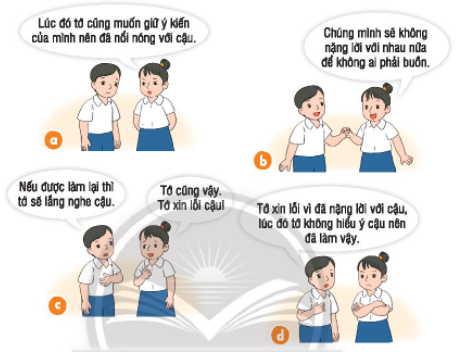 Lúc đó tớ cũng muốn giữ ý kiến
của mình nên đã nổi nóng với cậu.
a
Chúng mình sẽ không
nặng lời với nhau nữa
để không ai phải buồn.
b
Nếu được làm lại thì
tớ sẽ lắng nghe cậu.
Tớ cũng vậy.
Tớ xin lỗi cậu!
c
Tớ xin lỗi vì đã nặng lời với cậu,
lúc đó tớ không hiểu ý cậu nên
đã làm vậy.
d